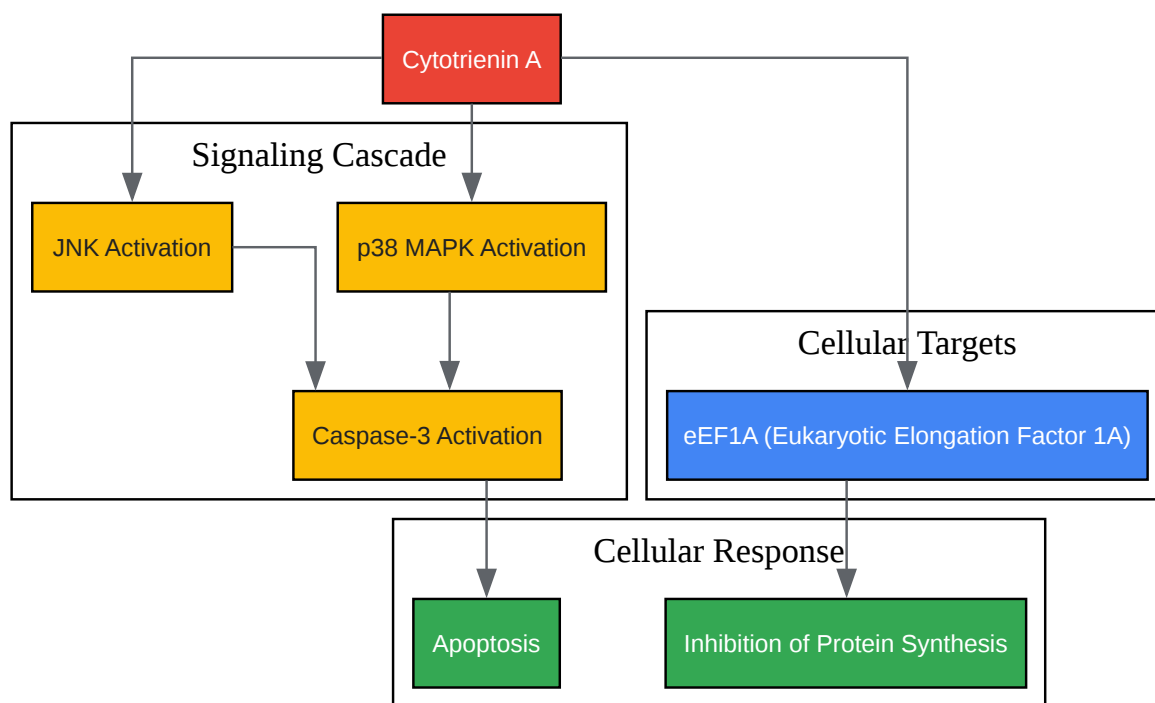 Cytotrienin A
Signaling Cascade
JNK Activation
p38 MAPK Activation
Cellular Targets
Caspase-3 Activation
eEF1A (Eukaryotic Elongation Factor 1A)
Cellular Response
Apoptosis
Inhibition of Protein Synthesis